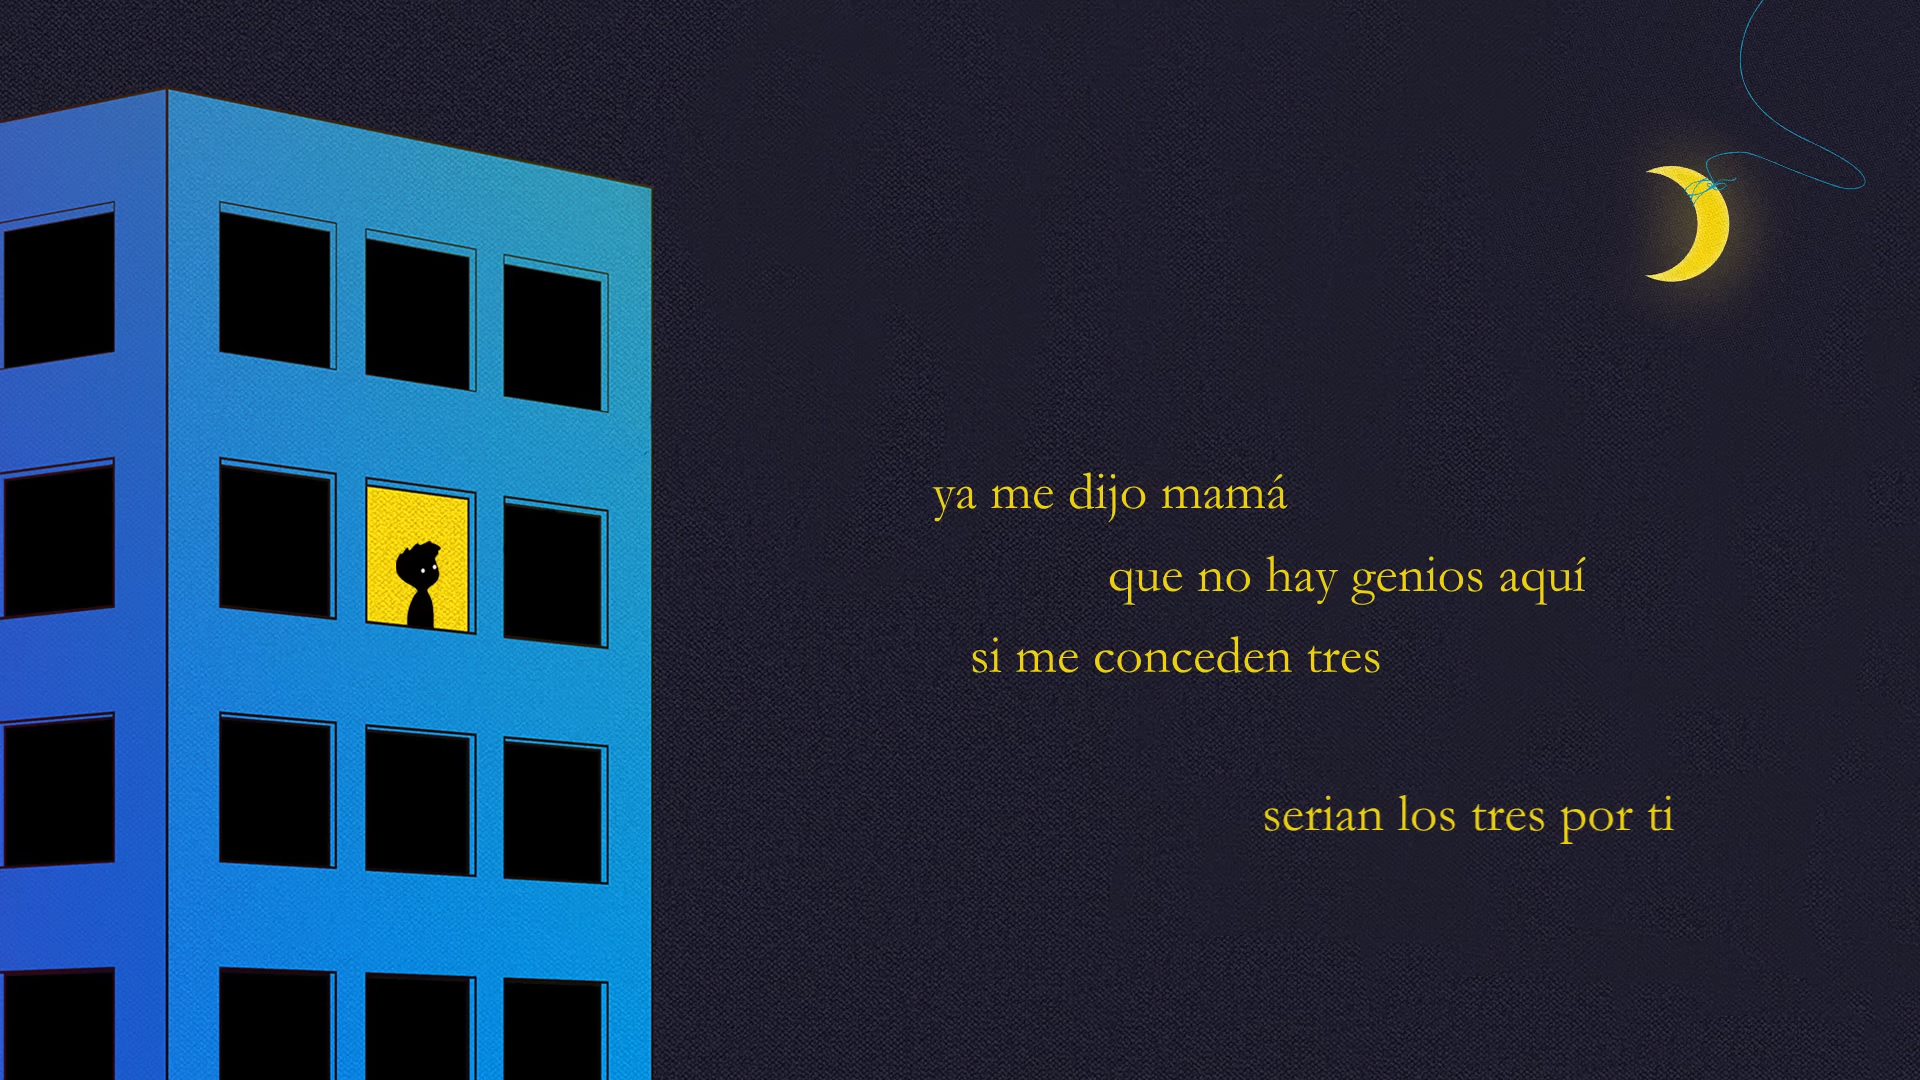 ya me dijo mamá
que no hay genios aquí
si me conceden tres
serian los tres por ti